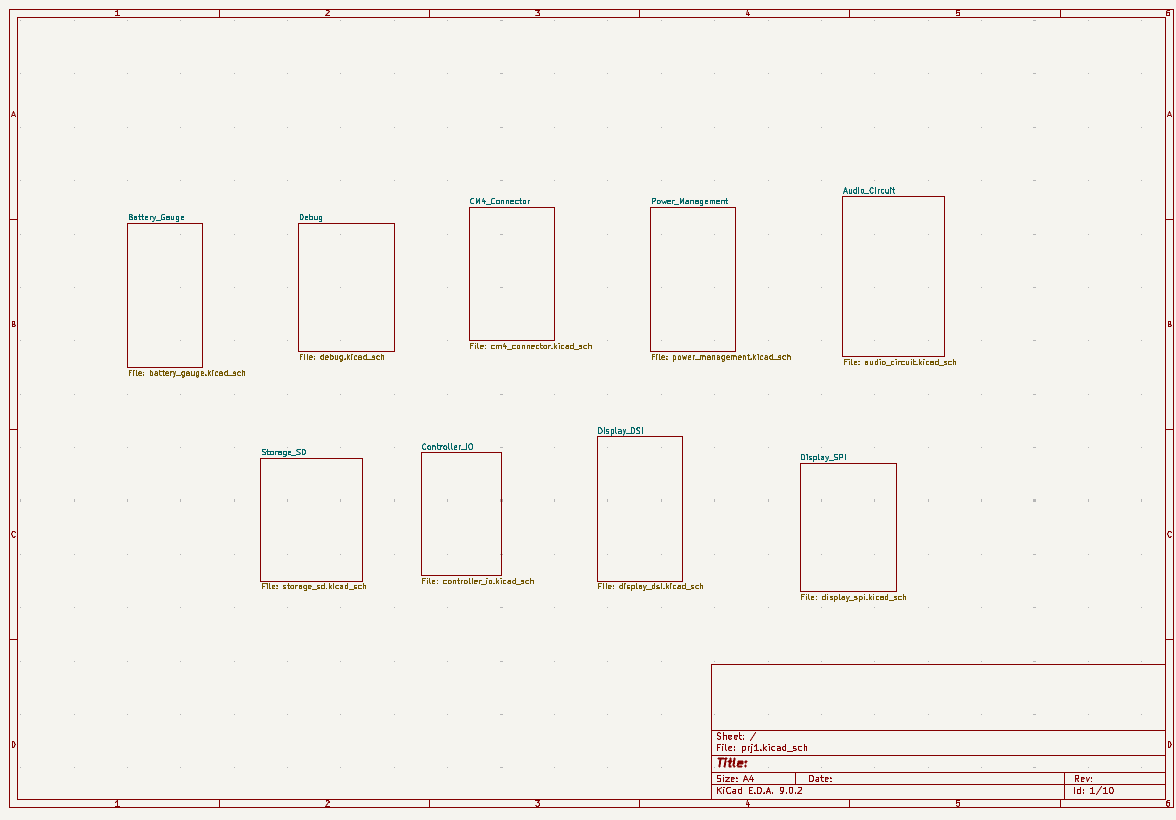 1 2 3 4 5 6
A A
Audio_Circuit
CM4_Connector Power_Management
Battery_Gauge Debug
B B
File: cm4_connector.kicad_sch
File: debug.kicad_sch File: power_management.kicad_sch
File: audio_circuit.kicad_sch
File: battery_gauge.kicad_sch
Display_DSI
Controller_IO
Storage_SD
Display_SPI
C C
File: controller_io.kicad_sch
File: storage_sd.kicad_sch File: display_dsi.kicad_sch
File: display_spi.kicad_sch
Sheet: /
D D
File: prj1.kicad_sch
Title:
Size: A4 Date: Rev:
KiCad E.D.A. 9.0.2 Id: 1/10
1 2 3 4 5 6